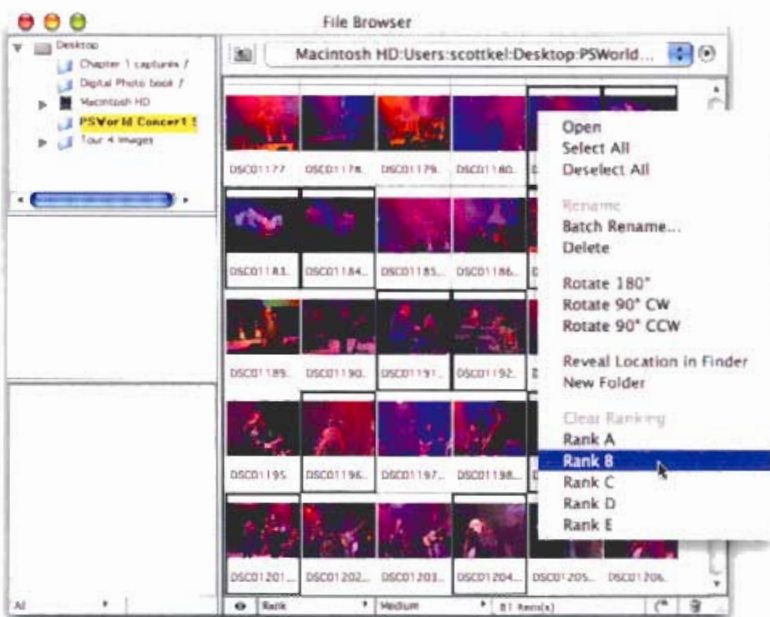 File Browser
Desktop
Chapter 1 captures /
Digital Photo book /
Macintosh HD
PSWorld Concert S
Tour 4 Images
Macintosh HD:Users:scottkel:Desktop:PSWorld...
DSC01177 DSC01178.. DSC01179.. DSC01180..
DSC01183.. DSC01184.. DSC01185.. DSC01186..
DSC01189.. DSC01190.. DSC01191.. DSC01192..
DSC01195 DSC01196.. DSC01197.. DSC01198..
DSC01201... DSC01202.. DSC01203.. DSC01204.. DSC01205.. DSC01206..
Open
Select All
Deselect All
Rename
Batch Rename...
Delete
Rotate 180°
Rotate 90° CW
Rotate 90° CCW
Reveal Location in Finder
New Folder
Clear Ranking
Rank A
Rank B
Rank C
Rank D
Rank E
All
Rank
Medium
81 Item(s)